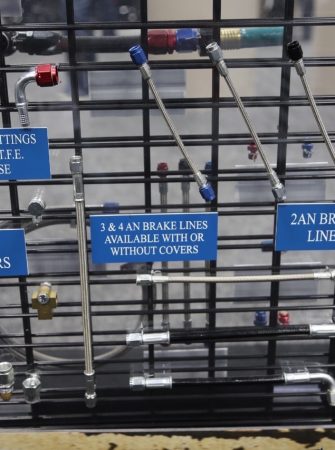 TTINGS
T.F.E.
SE
3 & 4 AN BRAKE LINES
AVAILABLE WITH OR
WITHOUT COVERS
2AN BR
LINE
RS